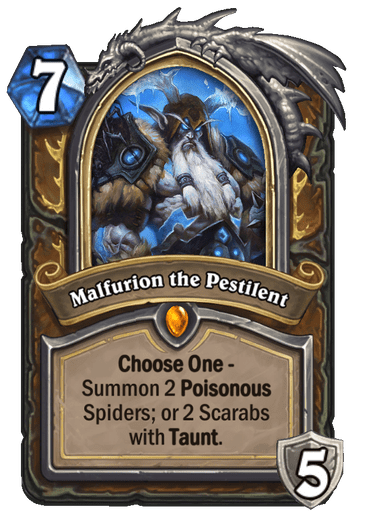 7
Malfurion the Pestilent
Choose One -
Summon 2 Poisonous
Spiders; or 2 Scarabs
with Taunt.
5